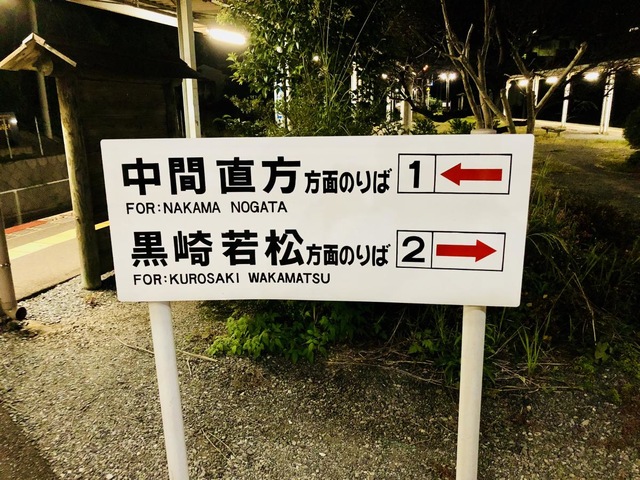 中間直方方面のりば 1 ←
FOR:NAKAMA NOGATA
黒崎若松方面のりば 2 →
FOR:KUROSAKI WAKAMATSU